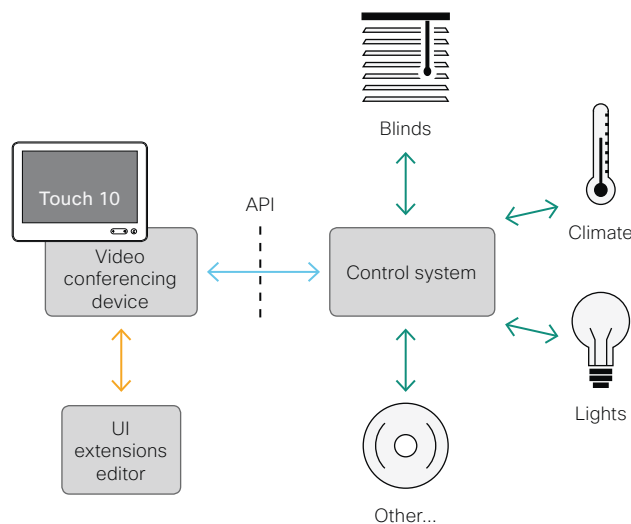 Blinds
Touch 10
API
Climate
Video
conferencing
device
Control system
Lights
UI
extensions
editor
Other...